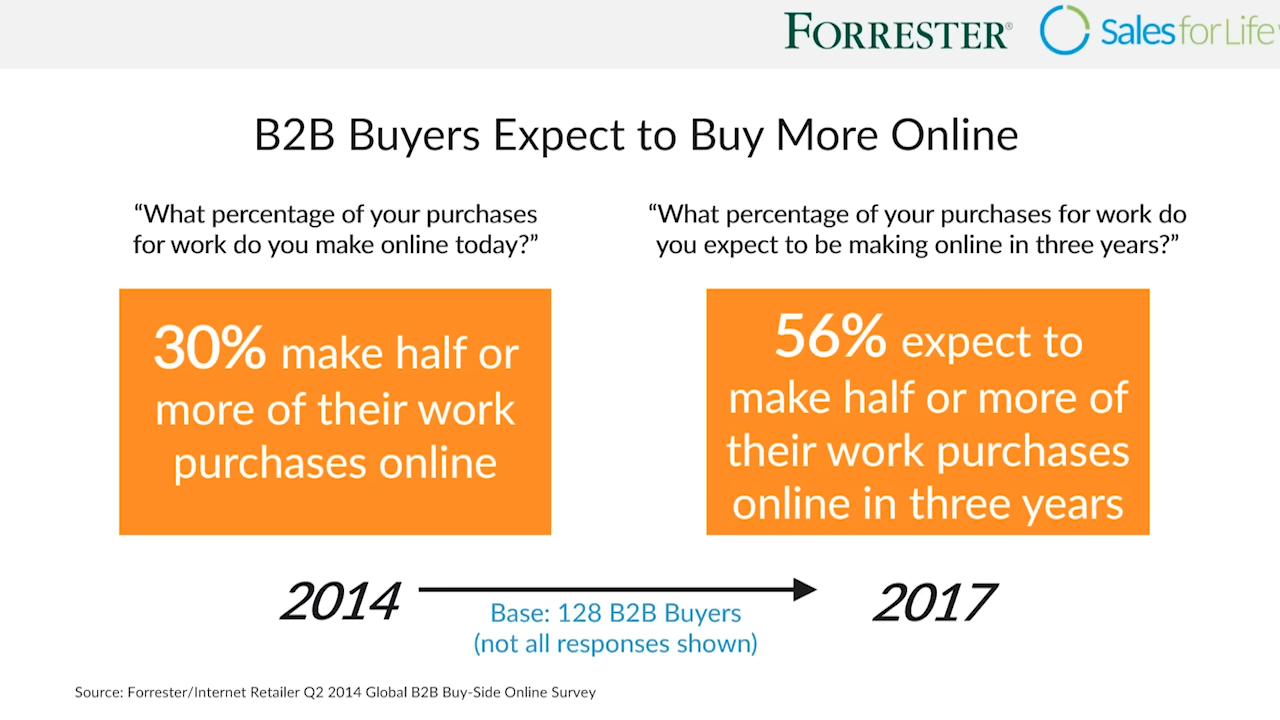 FORRESTER®
Sales for Life
B2B Buyers Expect to Buy More Online
“What percentage of your purchases
for work do you make online today?”
“What percentage of your purchases for work do
you expect to be making online in three years?”
30% make half or
more of their work
purchases online
56% expect to
make half or more of
their work purchases
online in three years
2014
Base: 128 B2B Buyers
(not all responses shown)
2017
Source: Forrester/Internet Retailer Q2 2014 Global B2B Buy-Side Online Survey